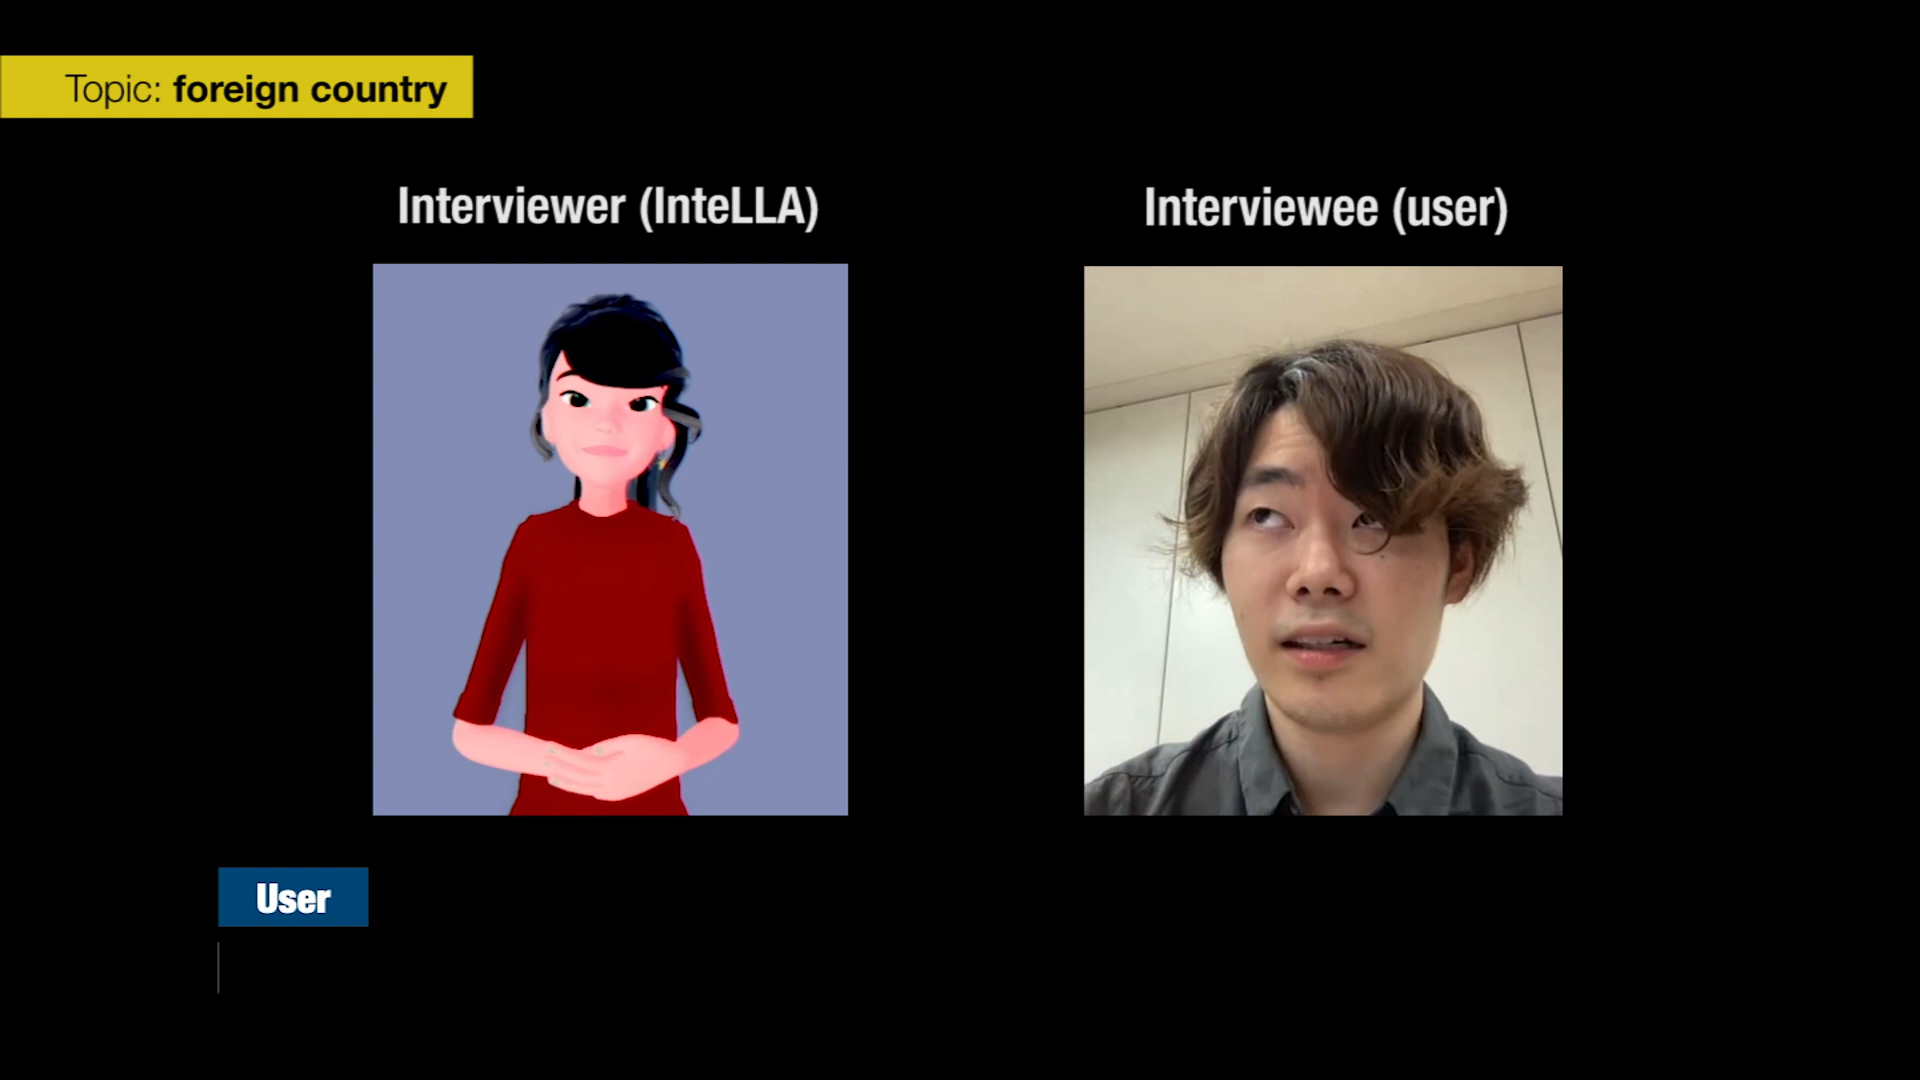 Topic: foreign country
Interviewer (InteLLA)
Interviewee (user)
User